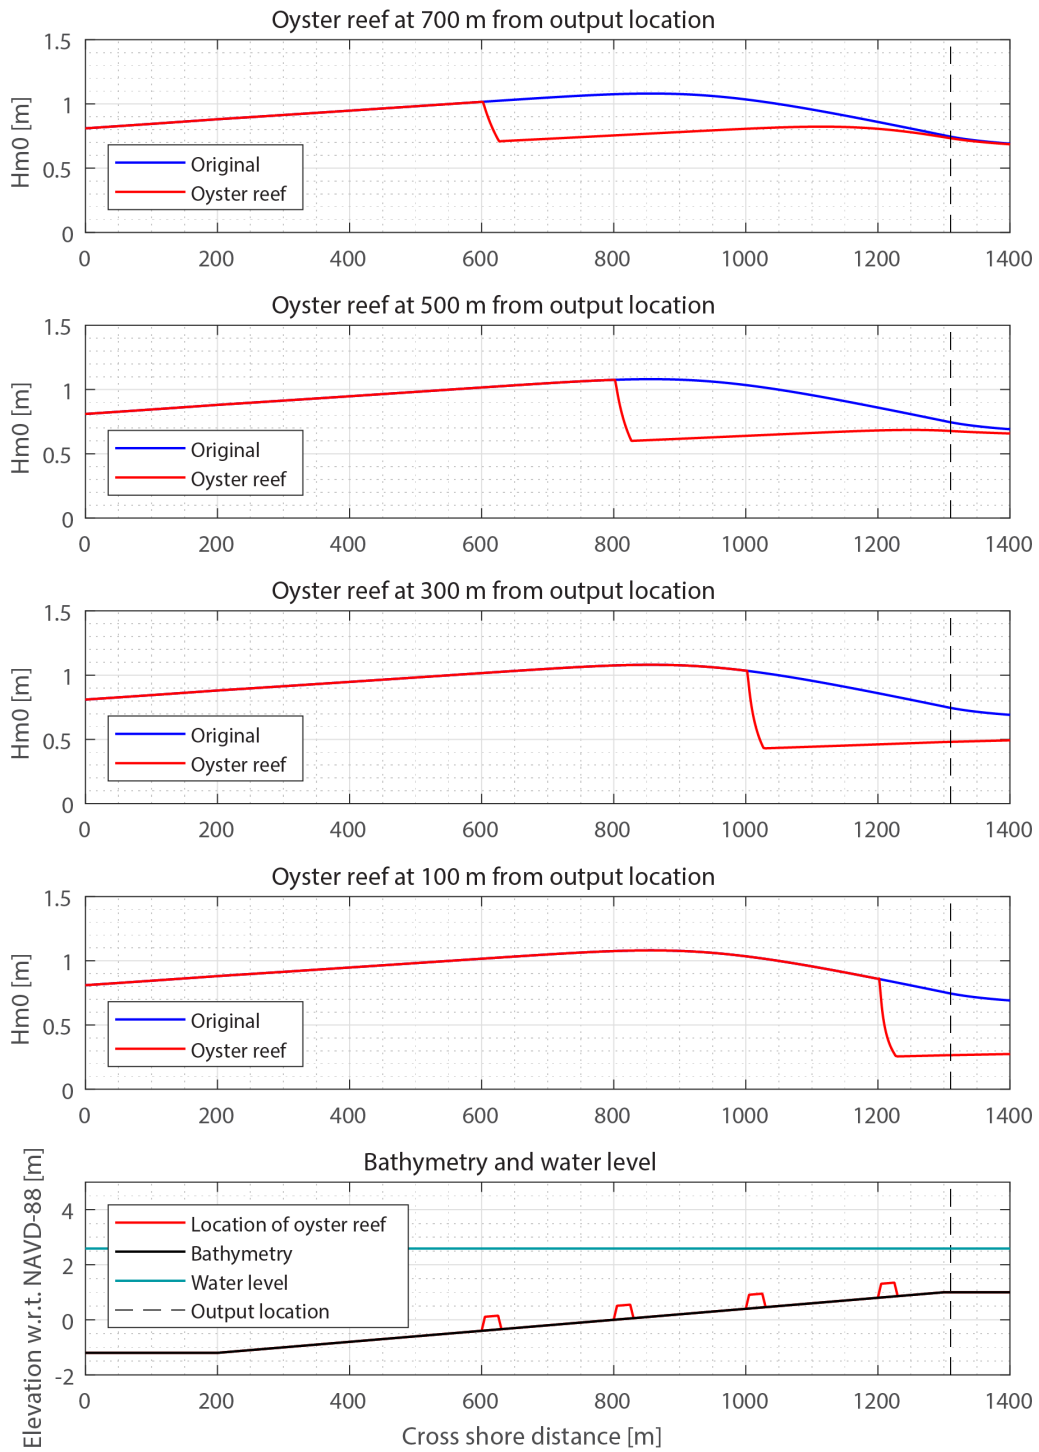 Oyster reef at 700 m from output location
1.5
1
0.5
0
Hm0 [m]
Original
Oyster reef
0 200 400 600 800 1000 1200 1400
Oyster reef at 500 m from output location
1.5
1
0.5
0
Hm0 [m]
Original
Oyster reef
0 200 400 600 800 1000 1200 1400
Oyster reef at 300 m from output location
1.5
1
0.5
0
Hm0 [m]
Original
Oyster reef
0 200 400 600 800 1000 1200 1400
Oyster reef at 100 m from output location
1.5
1
0.5
0
Hm0 [m]
Original
Oyster reef
0 200 400 600 800 1000 1200 1400
Bathymetry and water level
4
2
0
-2
Elevation w.r.t. NAVD-88 [m]
Location of oyster reef
Bathymetry
Water level
Output location
0 200 400 600 800 1000 1200 1400
Cross shore distance [m]